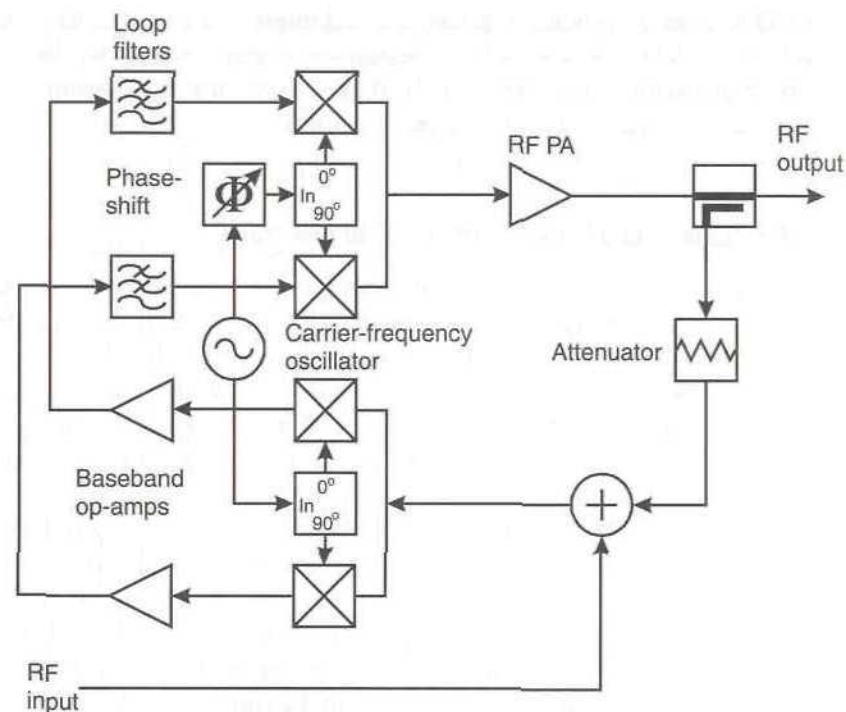 Loop
filters
RF PA
RF
output
Phase-
shift
Φ
0°
In
90°
Carrier-frequency
oscillator
Attenuator
Baseband
op-amps
0°
In
90°
+
RF
input